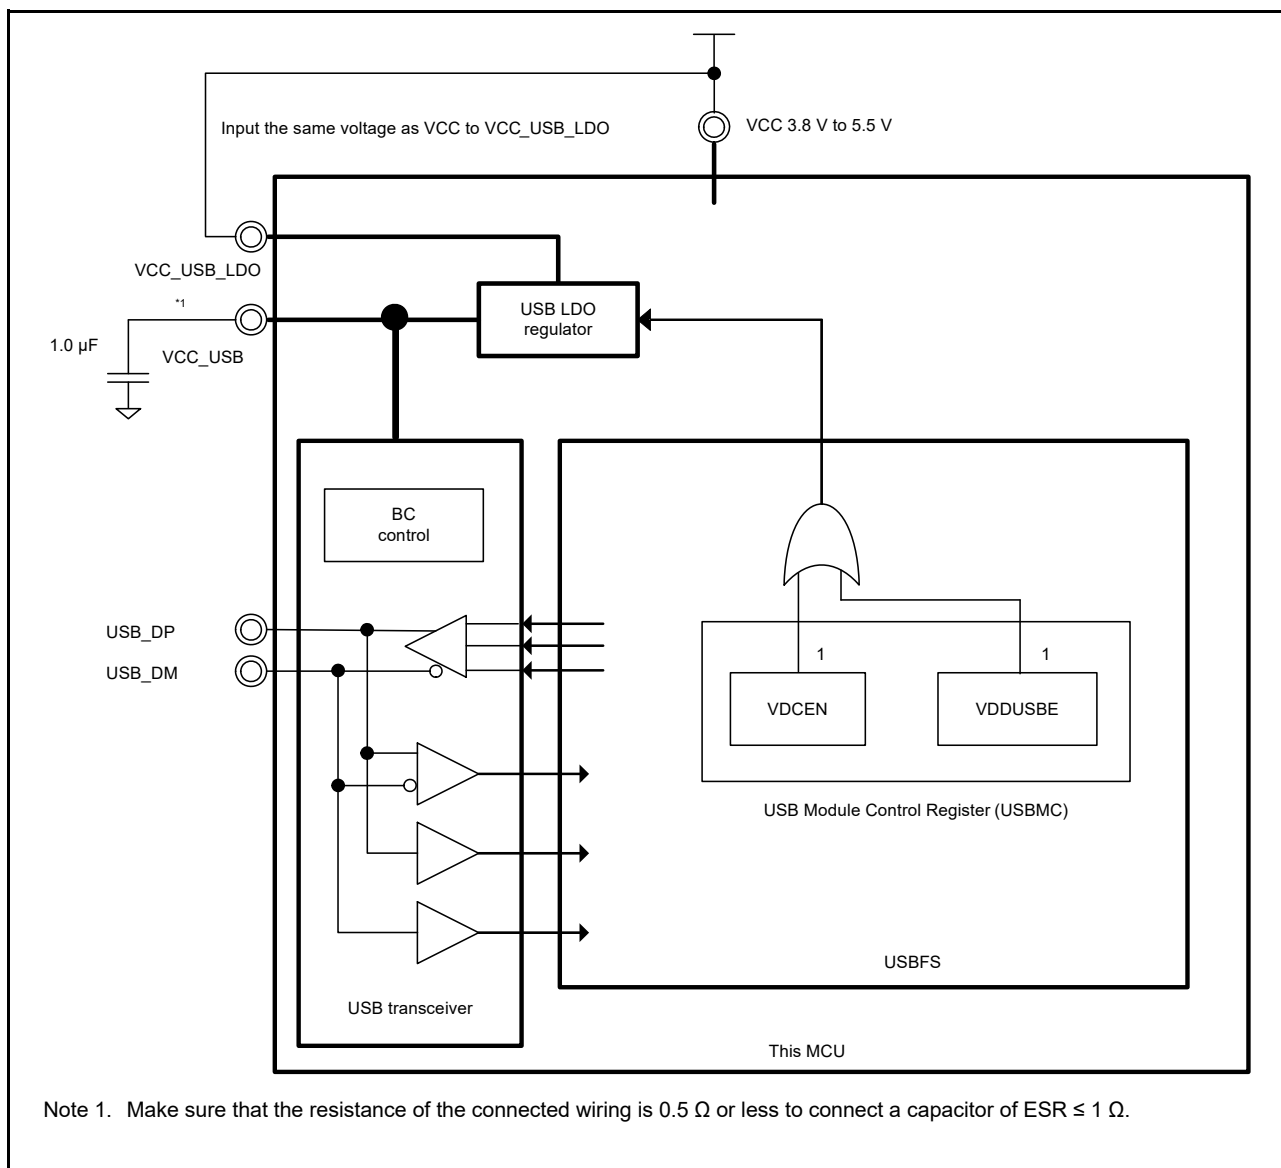 Input the same voltage as VCC to VCC_USB_LDO
VCC 3.8 V to 5.5 V
VCC_USB_LDO
*1
1.0 µF
VCC_USB
USB LDO
regulator
BC
control
USB_DP
USB_DM
1
1
VDCEN
VDDUSBE
USB Module Control Register (USBMC)
USBFS
USB transceiver
This MCU
Note 1. Make sure that the resistance of the connected wiring is 0.5 Ω or less to connect a capacitor of ESR ≤ 1 Ω.